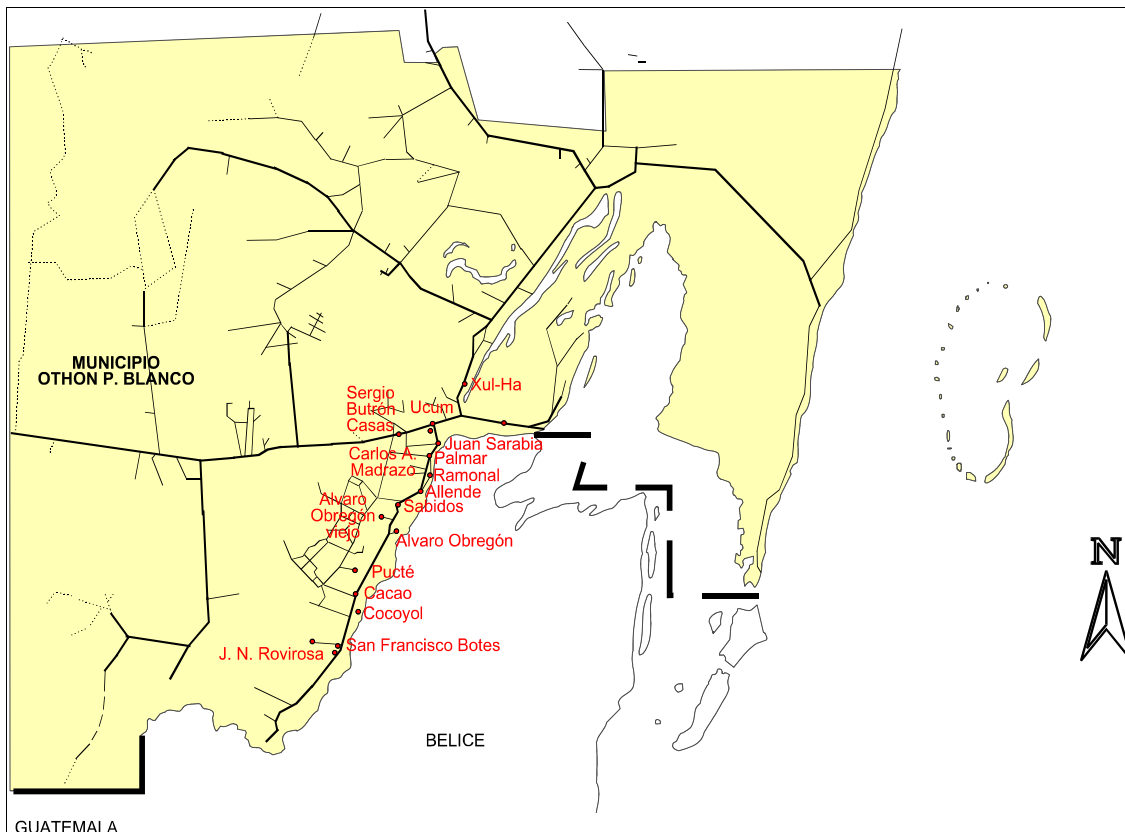 MUNICIPIO
OTHON P. BLANCO
Xul-Ha
Sergio
Butrón
Casas
Ucum
Juan Sarabia
Carlos A.
Madrazo
Palmar
Ramonal
Allende
Sabidos
Alvaro
Obregón
viejo
Alvaro Obregón
Pucté
Cacao
Cocoyol
San Francisco Botes
J. N. Rovirosa
N
BELICE
GUATEMALA